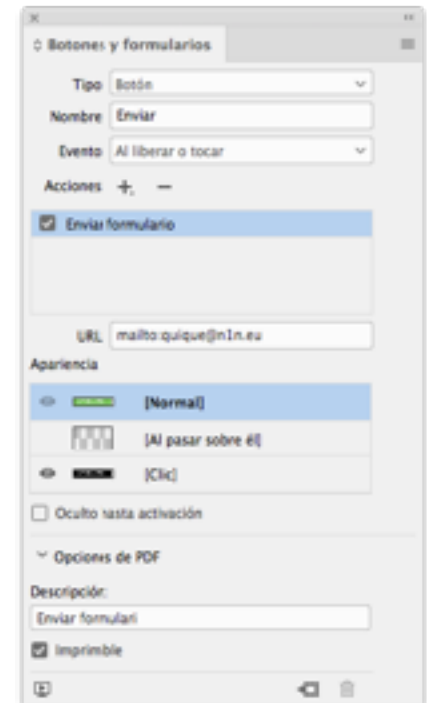 Botones y formularios
Tipo Botón
Nombre Enviar
Evento Al liberar o tocar
Acciones
Enviar formulario
URL mailto:quique@n1n.eu
Apariencia
[Normal]
[Al pasar sobre él]
[Clic]
Oculto hasta activación
Opciones de PDF
Descripción:
Enviar formulari
Imprimible